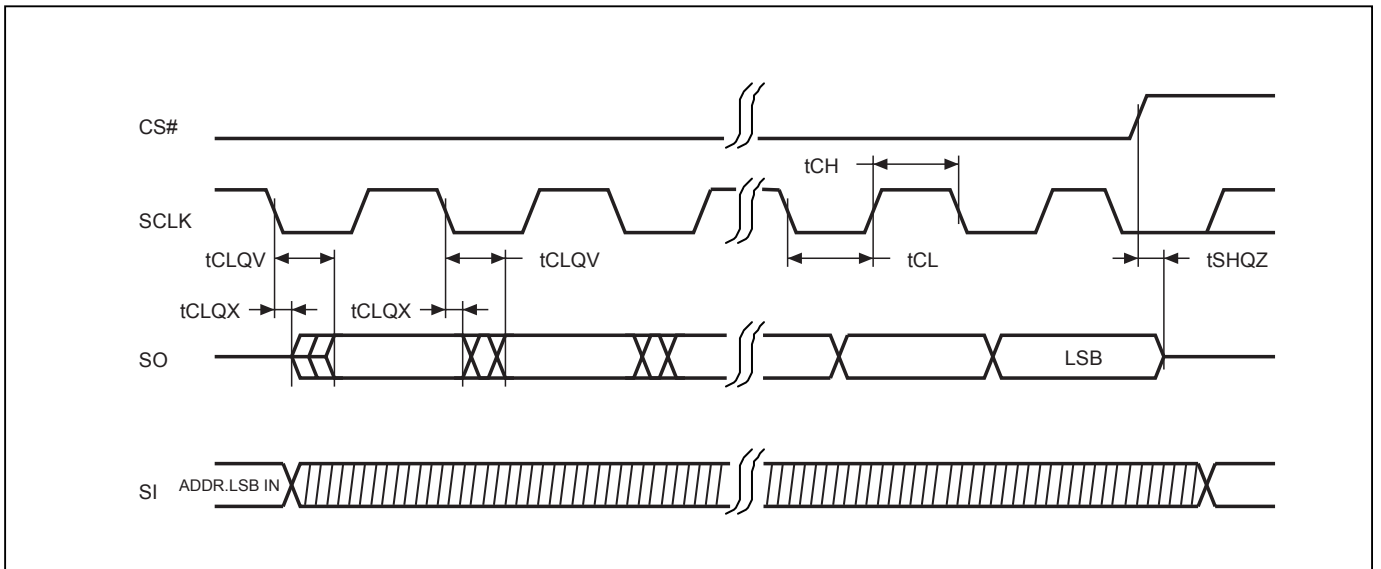 CS#
tCH
SCLK
tCLQV
tCLQV
tCL
tSHQZ
tCLQX
tCLQX
SO
LSB
SI
ADDR.LSB IN